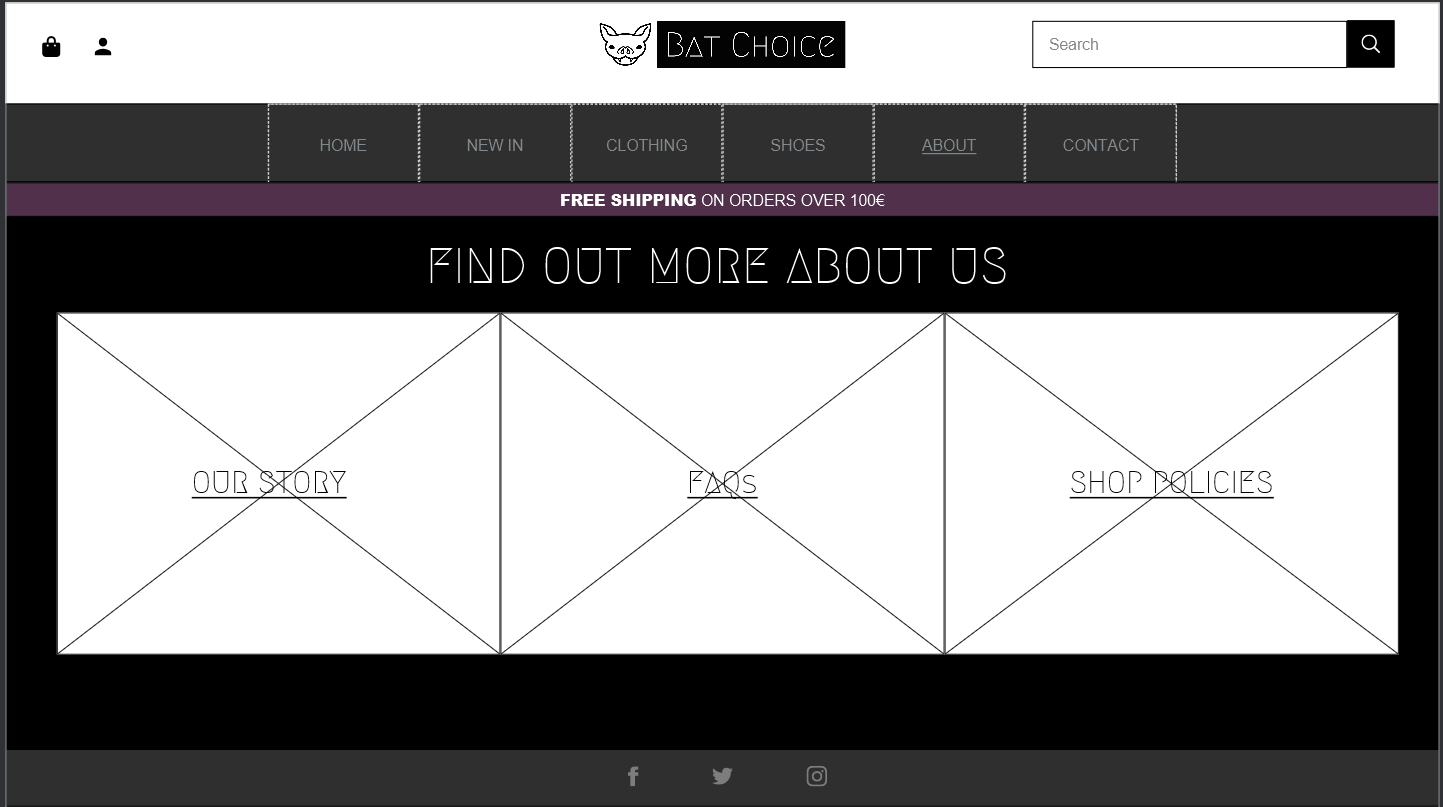 Bat Choice
Search
HOME
NEW IN
CLOTHING
SHOES
ABOUT
CONTACT
FREE SHIPPING ON ORDERS OVER 100€
FIND OUT MORE ABOUT US
OUR STORY
FAQs
SHOP POLICIES